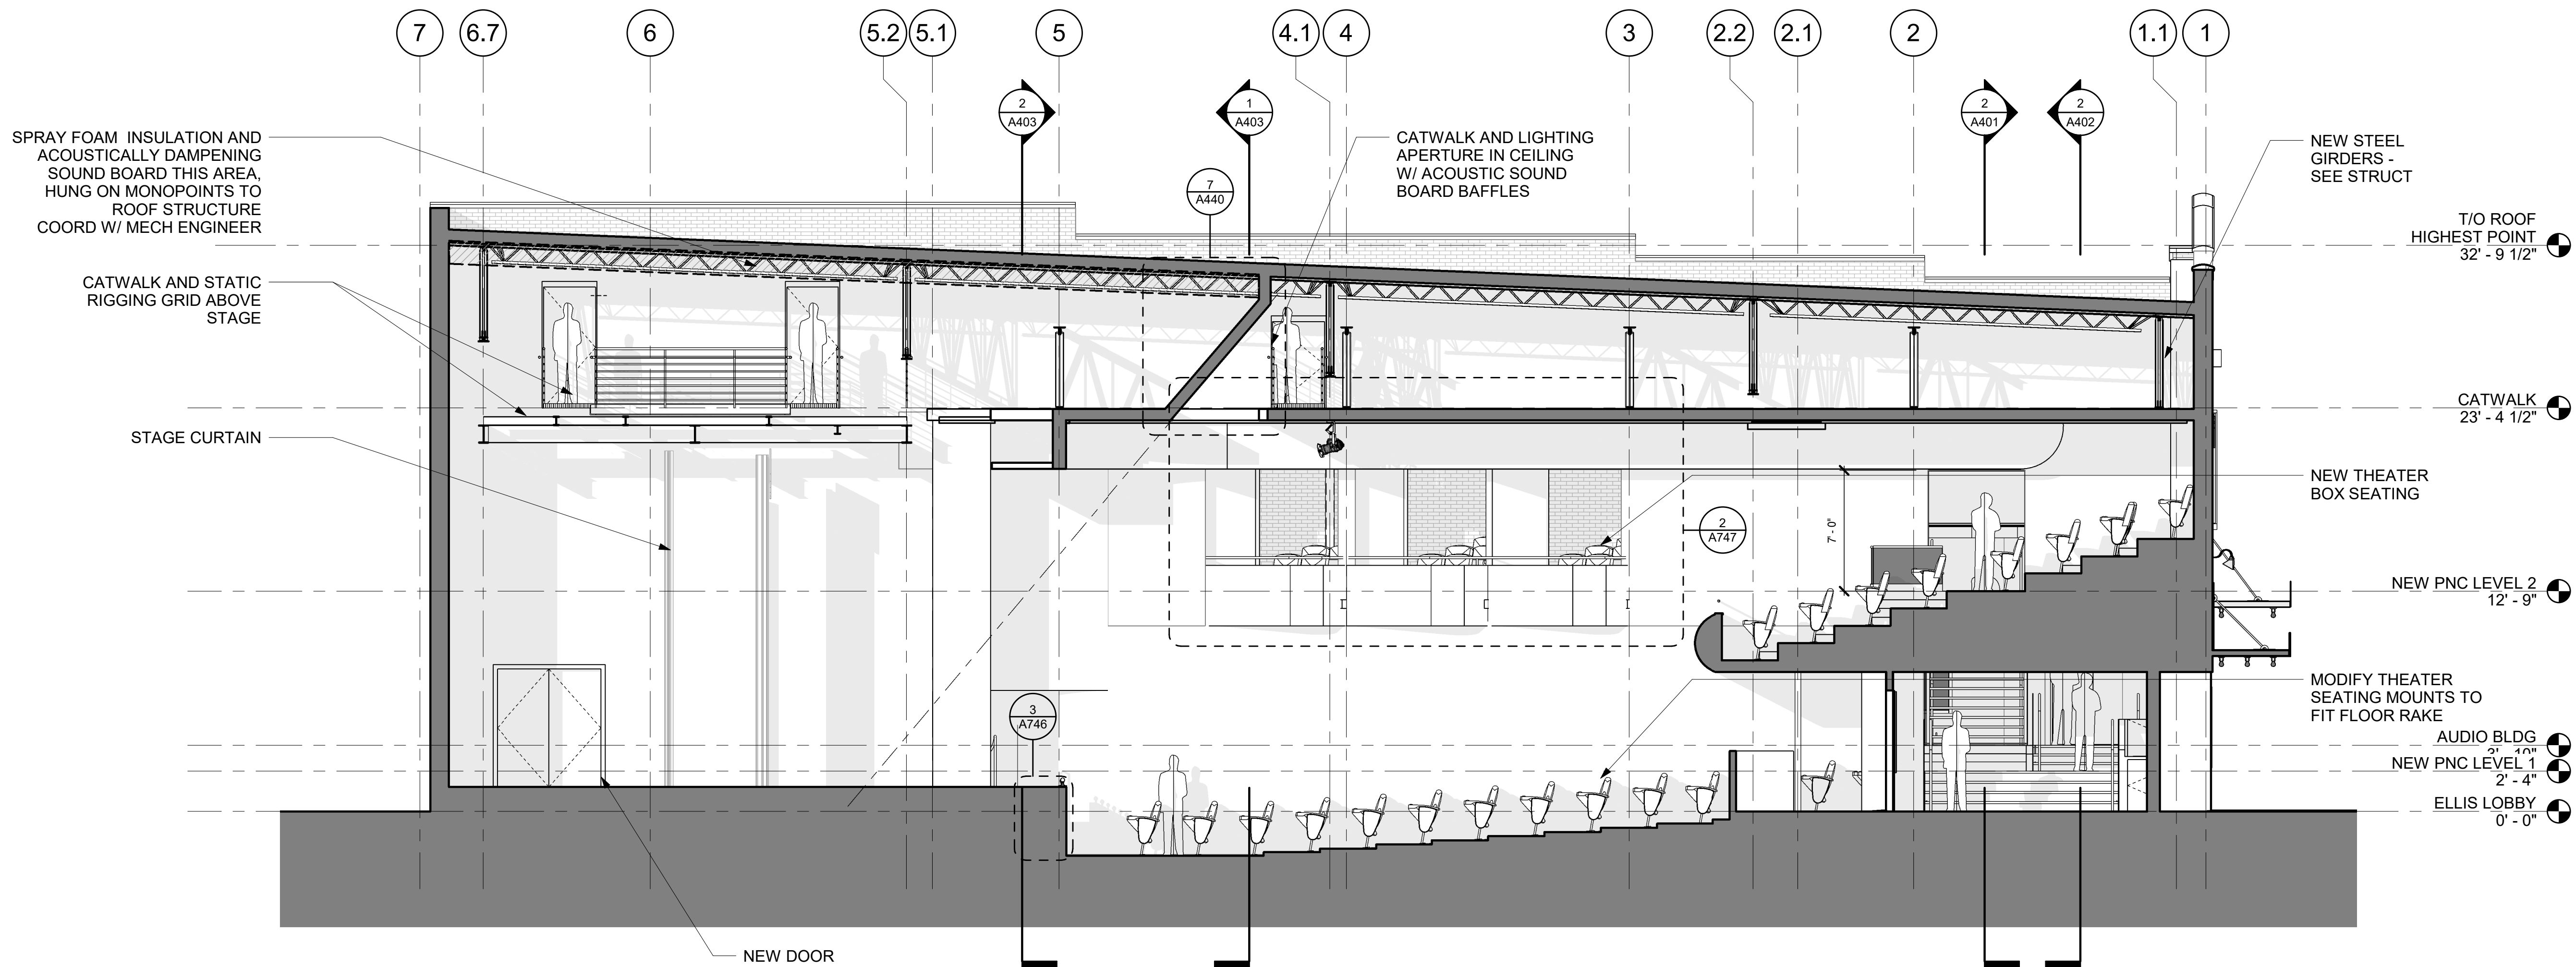 7
6.7
6
5.2
5.1
5
4.1
4
3
2.2
2.1
2
1.1
1
2
A403
1
A403
2
A401
2
A402
SPRAY FOAM INSULATION AND
ACOUSTICALLY DAMPENING
SOUND BOARD THIS AREA,
HUNG ON MONOPOINTS TO
ROOF STRUCTURE
COORD W/ MECH ENGINEER
CATWALK AND LIGHTING
APERTURE IN CEILING
W/ ACOUSTIC SOUND
BOARD BAFFLES
NEW STEEL
GIRDERS -
SEE STRUCT
7
A440
T/O ROOF
HIGHEST POINT
32' - 9 1/2"
CATWALK AND STATIC
RIGGING GRID ABOVE
STAGE
CATWALK
23' - 4 1/2"
STAGE CURTAIN
NEW THEATER
BOX SEATING
2
A747
7' - 0"
NEW PNC LEVEL 2
12' - 9"
MODIFY THEATER
SEATING MOUNTS TO
FIT FLOOR RAKE
3
A746
AUDIO BLDG
3' - 10"
NEW PNC LEVEL 1
2' - 4"
ELLIS LOBBY
0' - 0"
NEW DOOR